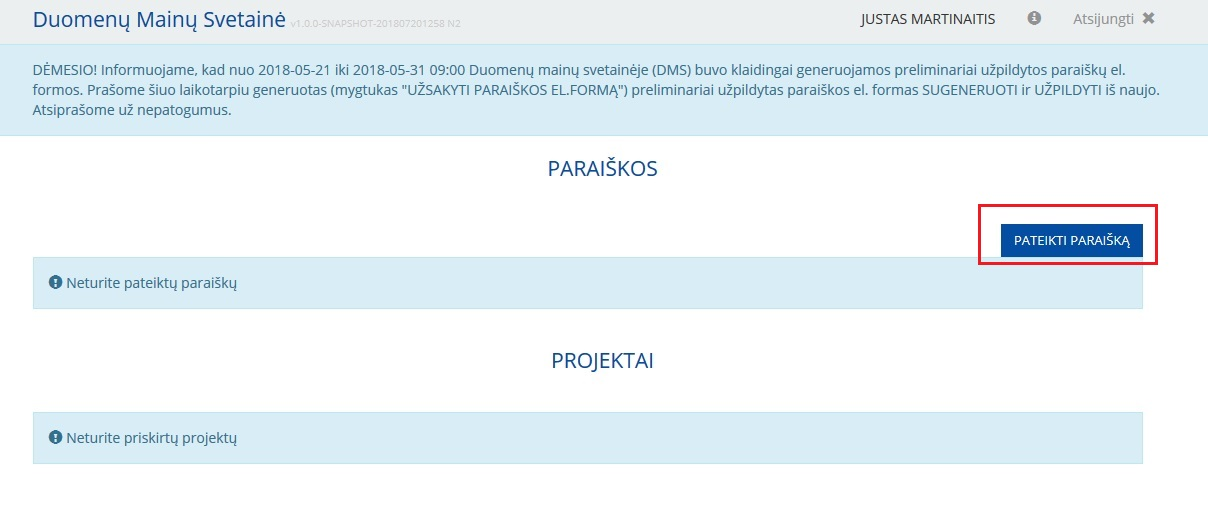 Duomenų Mainų Svetainė v1.0.0-SNAPSHOT-201807201258 N2 JUSTAS MARTINAITIS Atsijungti ✖
DĖMESIO! Informuojame, kad nuo 2018-05-21 iki 2018-05-31 09:00 Duomenų mainų svetainėje (DMS) buvo klaidingai generuojamos preliminariai užpildytos paraiškų el.
formos. Prašome šiuo laikotarpiu generuotas (mygtukas "UŽSAKYTI PARAIŠKOS EL.FORMĄ") preliminariai užpildytas paraiškos el. formas SUGENERUOTI ir UŽPILDYTI iš naujo.
Atsiprašome už nepatogumus.
PARAIŠKOS
PATEIKTI PARAIŠKĄ
Neturite pateiktų paraiškų
PROJEKTAI
Neturite priskirtų projektų